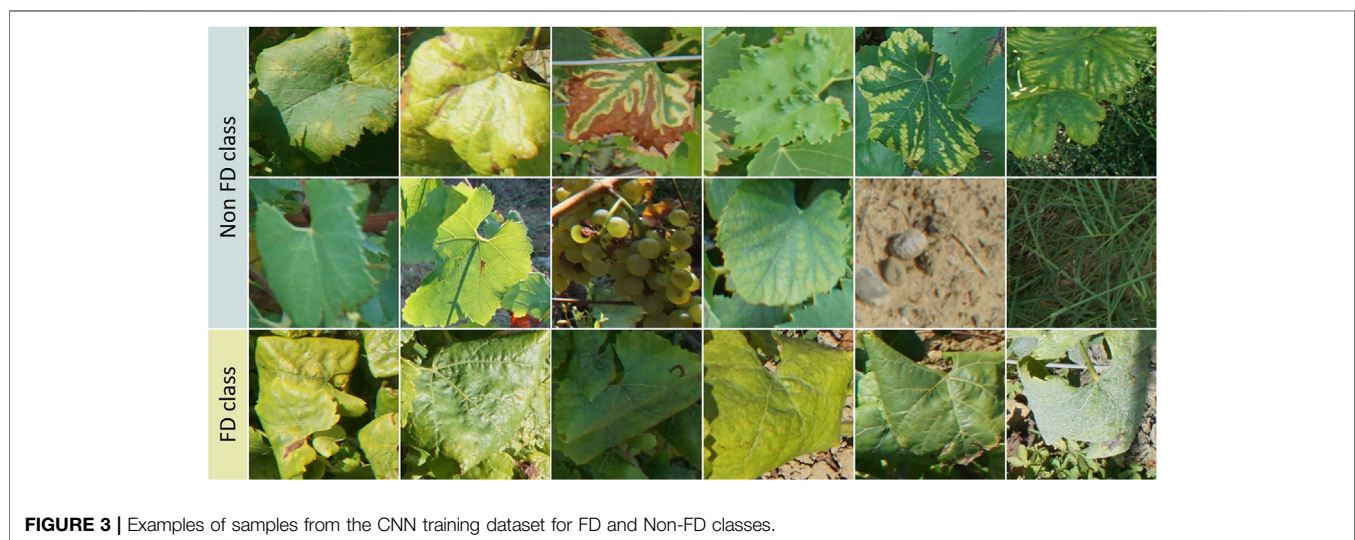 Non FD class
FD class
FIGURE 3 | Examples of samples from the CNN training dataset for FD and Non-FD classes.